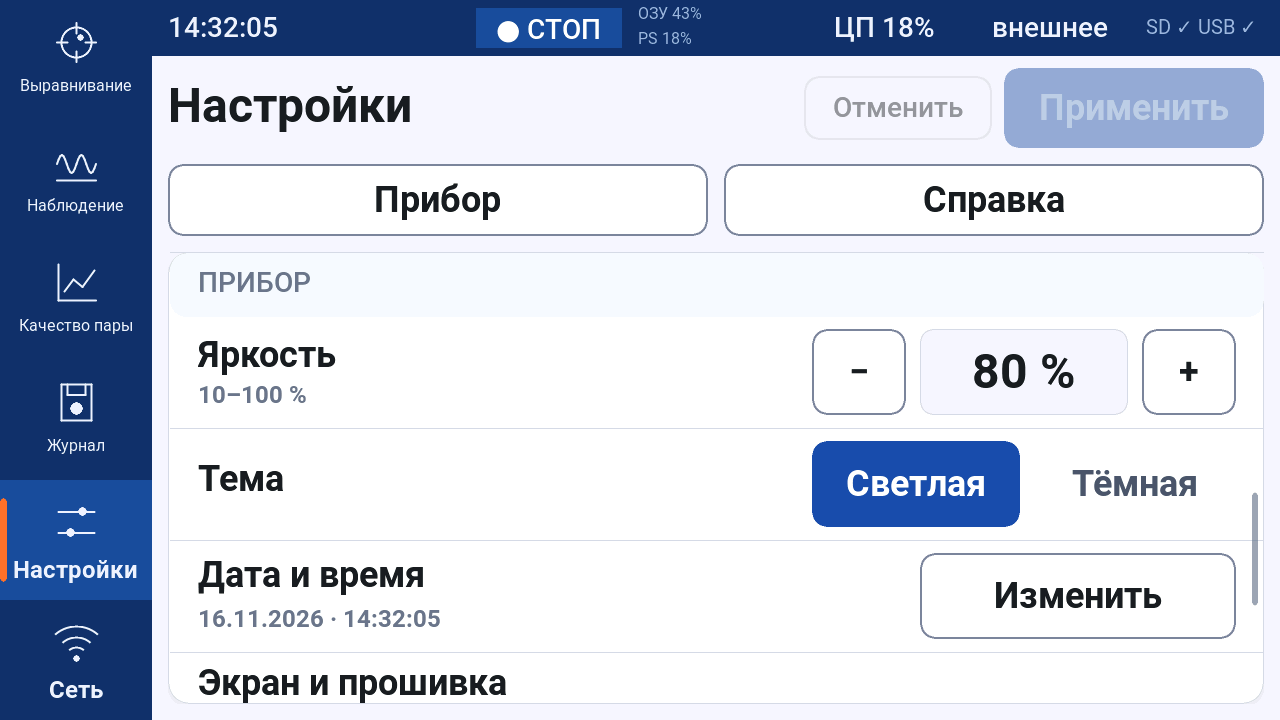 14:32:05
СТОП
ОЗУ 43%
PS 18%
ЦП 18%
внешнее
SD ✓ USB ✓
Выравнивание
Наблюдение
Качество пары
Журнал
Настройки
Сеть
Настройки
Отменить
Применить
Прибор
Справка
ПРИБОР
Яркость
10–100 %
−
80 %
+
Тема
Светлая
Тёмная
Дата и время
16.11.2026 · 14:32:05
Изменить
Экран и прошивка